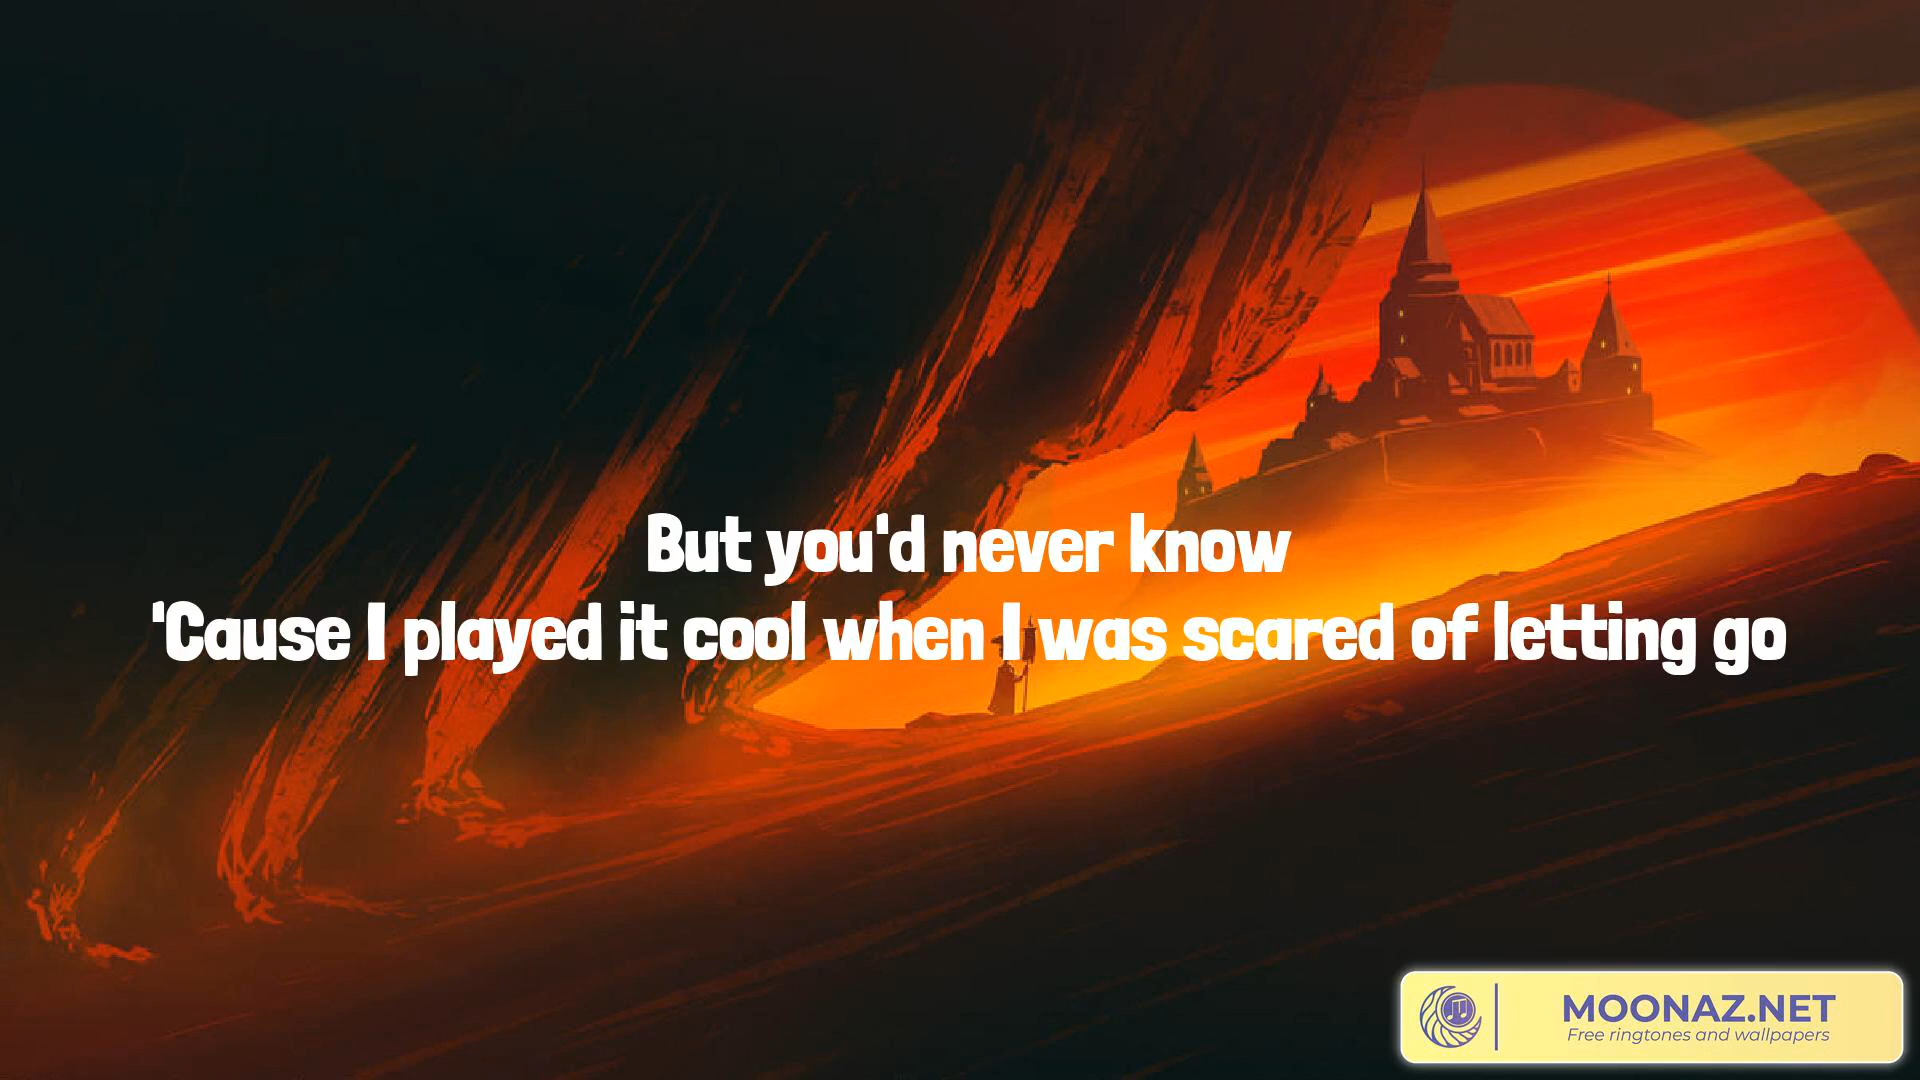 But you'd never know
'Cause I played it cool when I was scared of letting go
MOONAZ.NET
Free ringtones and wallpapers